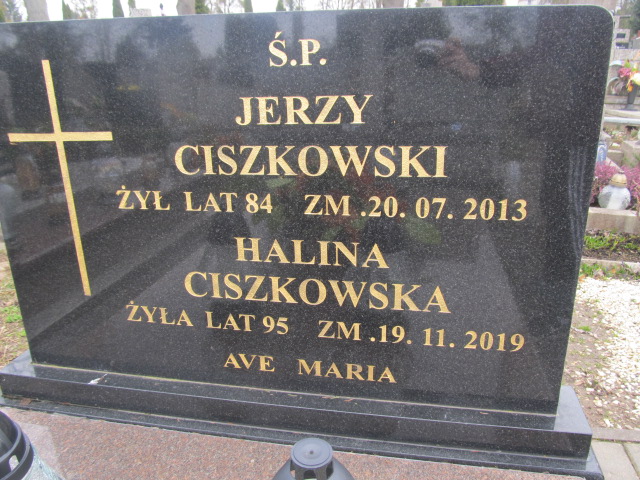 Ś.P.
JERZY
CISZKOWSKI
ŻYŁ LAT 84 ZM .20. 07. 2013
HALINA
CISZKOWSKA
ŻYŁA LAT 95 ZM .19. 11. 2019
AVE MARIA